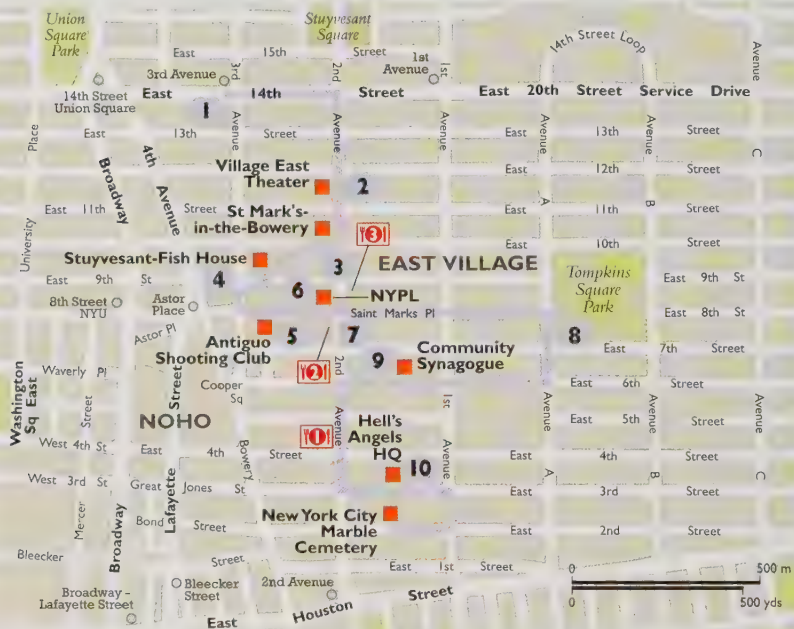 Union
Square
Park
Stuyvesant
Square
East 15th Street
3rd
Avenue
2nd
Avenue
1st
Avenue
14th Street Loop
Avenue
C
3rd Avenue
1st
Avenue
14th Street
Union Square
East 14th Street
East 20th Street Service Drive
1
Place
University
East 13th Street
East 13th Street
Broadway
4th
Avenue
Village East
Theater
2
East 12th Street
A
B
East 11th Street
East 11th Street
St Mark's-
in-the-Bowery
3
East 10th Street
Stuyvesant-Fish House
4
3
EAST VILLAGE
Tompkins
Square
Park
East 9th St
East 9th St
6
NYPL
8th Street
NYU
Astor
Place
Saint Marks Pl
East 8th St
Astor Pl
Antiguo
Shooting Club
5
7
8
East 7th Street
2
2nd
Avenue
9
Community
Synagogue
Waverly Pl
Washington
Sq East
Street
Cooper
Sq
East 6th Street
1st
Avenue
Avenue
Avenue
NOHO
1
Hell's
Angels
HQ
10
East 5th Street
West 4th St
East 4th Street
East 4th Street
Bowery
A
B
C
West 3rd St
Great Jones St
East 3rd Street
Mercer
Street
Broadway
Lafayette
Street
Bond Street
New York City
Marble
Cemetery
East 2nd Street
Bleecker
Street
East 1st Street
Broadway -
Lafayette Street
Bleecker
Street
2nd Avenue
East Houston Street
0 500 m
0 500 yds